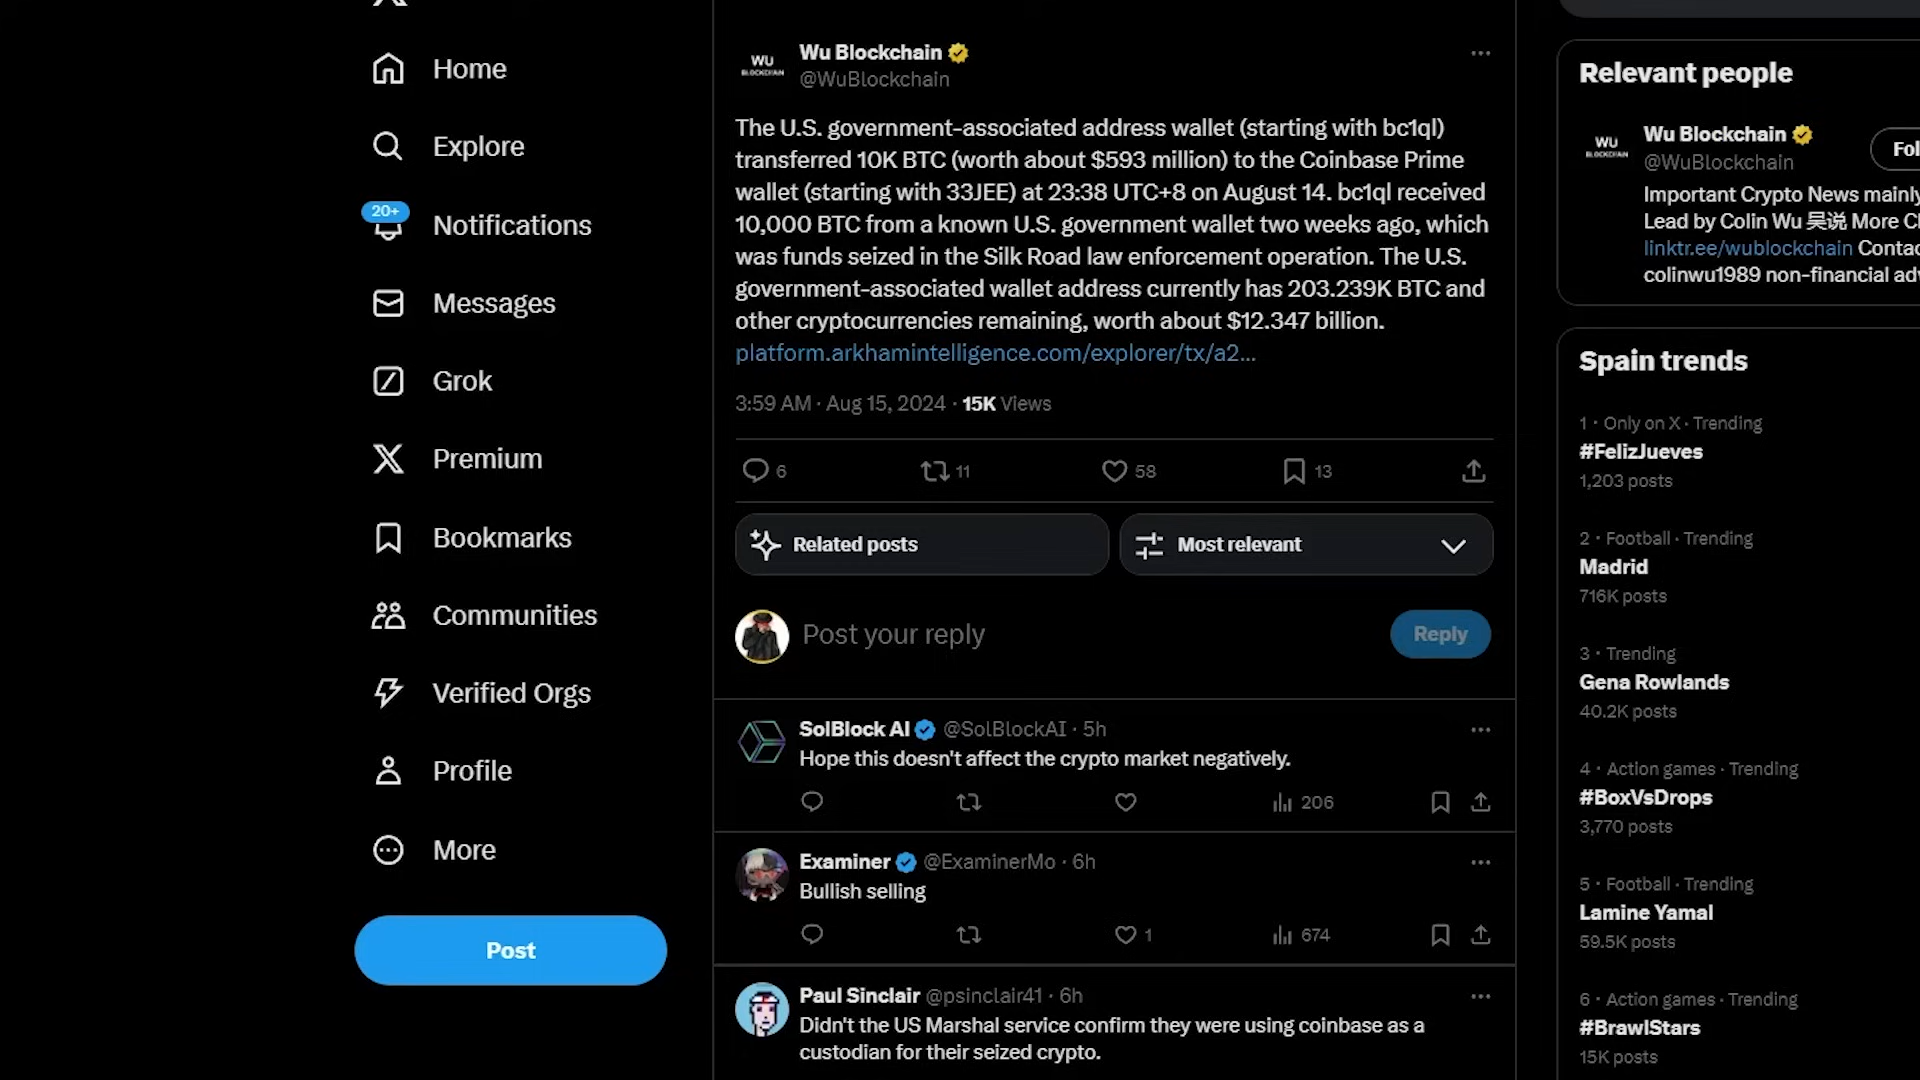 Home
Explore
20+
Notifications
Messages
Grok
Premium
Bookmarks
Communities
Verified Orgs
Profile
More
Post
WU
BLOCKCHAIN
Wu Blockchain
@WuBlockchain
The U.S. government-associated address wallet (starting with bc1ql)
transferred 10K BTC (worth about $593 million) to the Coinbase Prime
wallet (starting with 33JEE) at 23:38 UTC+8 on August 14. bc1ql received
10,000 BTC from a known U.S. government wallet two weeks ago, which
was funds seized in the Silk Road law enforcement operation. The U.S.
government-associated wallet address currently has 203.239K BTC and
other cryptocurrencies remaining, worth about $12.347 billion.
platform.arkhamintelligence.com/explorer/tx/a2...
3:59 AM · Aug 15, 2024 · 15K Views
6 11 58 13
Related posts
Most relevant
Post your reply
Reply
SolBlock AI @SolBlockAI · 5h
Hope this doesn't affect the crypto market negatively.
206
Examiner @ExaminerMo · 6h
Bullish selling
1 674
Paul Sinclair @psinclair41 · 6h
Didn't the US Marshal service confirm they were using coinbase as a
custodian for their seized crypto.
Relevant people
WU
BLOCKCHAIN
Wu Blockchain
@WuBlockchain
Fol
Important Crypto News mainly
Lead by Colin Wu 吴说 More C
linktr.ee/wublockchain Contac
colinwu1989 non-financial adv
Spain trends
1 · Only on X · Trending
#FelizJueves
1,203 posts
2 · Football · Trending
Madrid
716K posts
3 · Trending
Gena Rowlands
40.2K posts
4 · Action games · Trending
#BoxVsDrops
3,770 posts
5 · Football · Trending
Lamine Yamal
59.5K posts
6 · Action games · Trending
#BrawlStars
15K posts